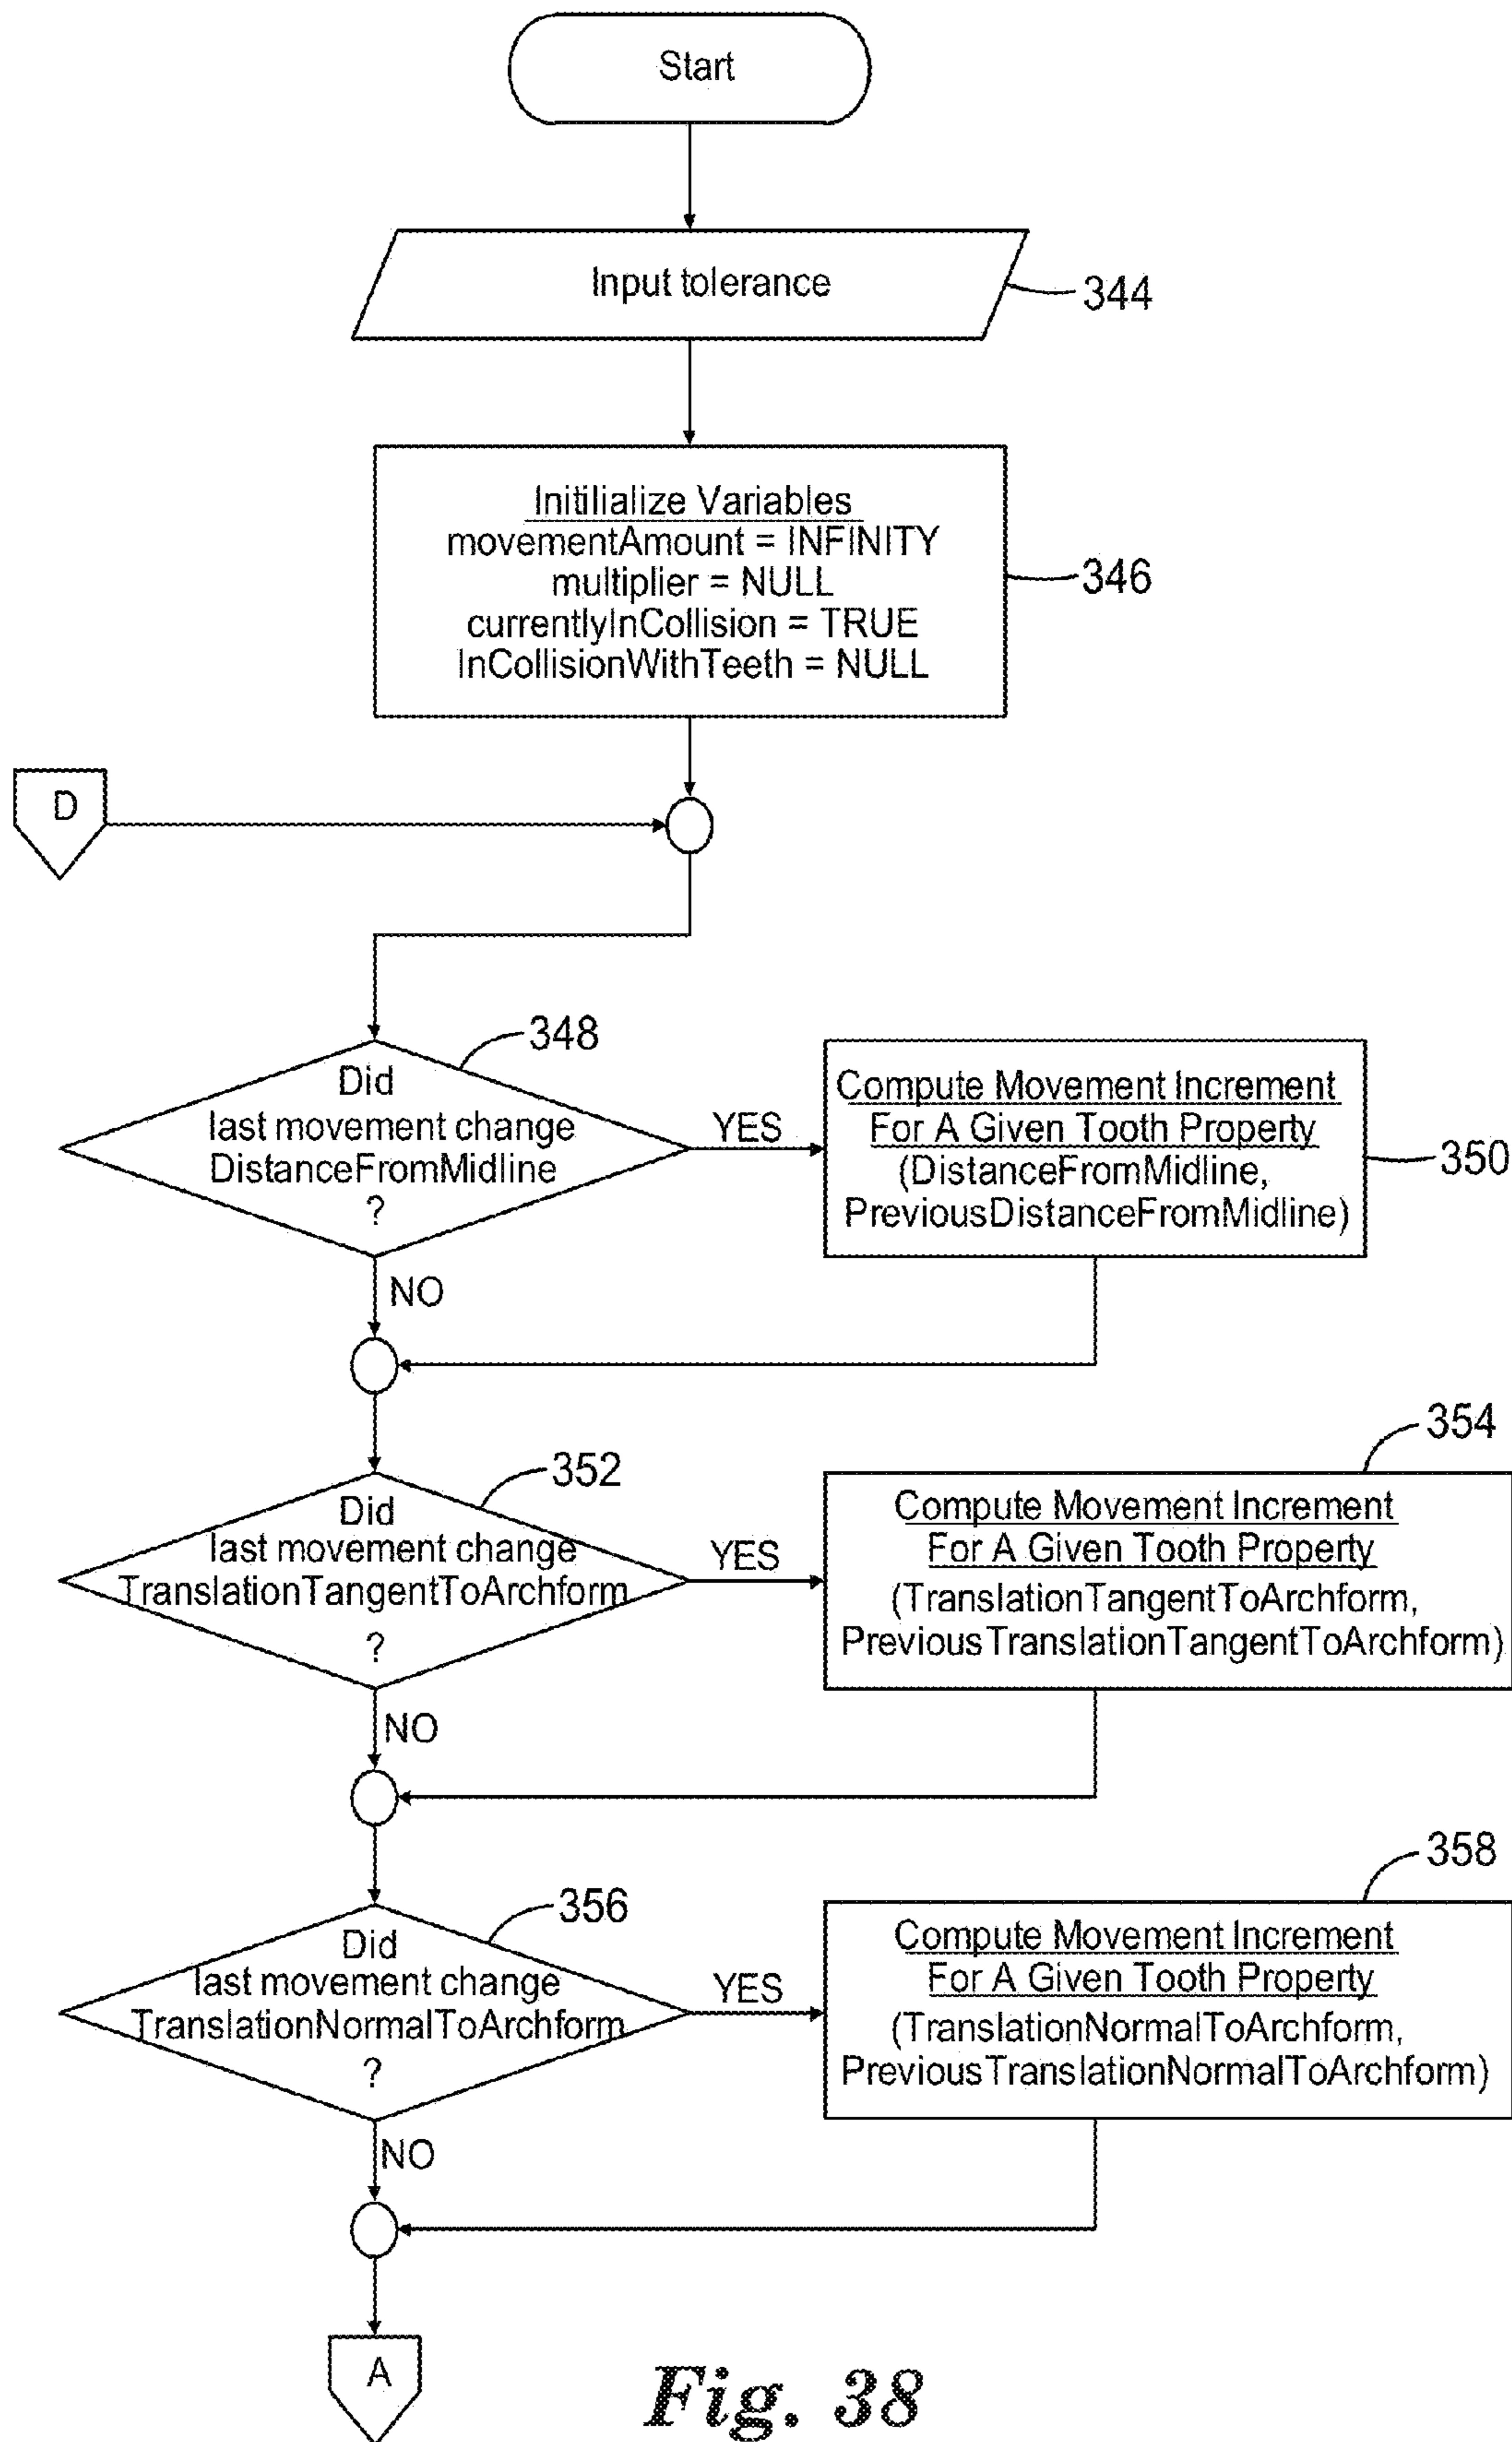 Start
Input tolerance
344
Initilialize Variables
movementAmount = INFINITY
multiplier = NULL
currentlyInCollision = TRUE
InCollisionWithTeeth = NULL
346
D
348
Did
last movement change
DistanceFromMidline
?
YES
Compute Movement Increment
For A Given Tooth Property
(DistanceFromMidline,
PreviousDistanceFromMidline)
350
NO
352
Did
last movement change
TranslationTangentToArchform
?
YES
354
Compute Movement Increment
For A Given Tooth Property
(TranslationTangentToArchform,
PreviousTranslationTangentToArchform)
NO
356
Did
last movement change
TranslationNormalToArchform
?
YES
358
Compute Movement Increment
For A Given Tooth Property
(TranslationNormalToArchform,
PreviousTranslationNormalToArchform)
NO
A
Fig. 38